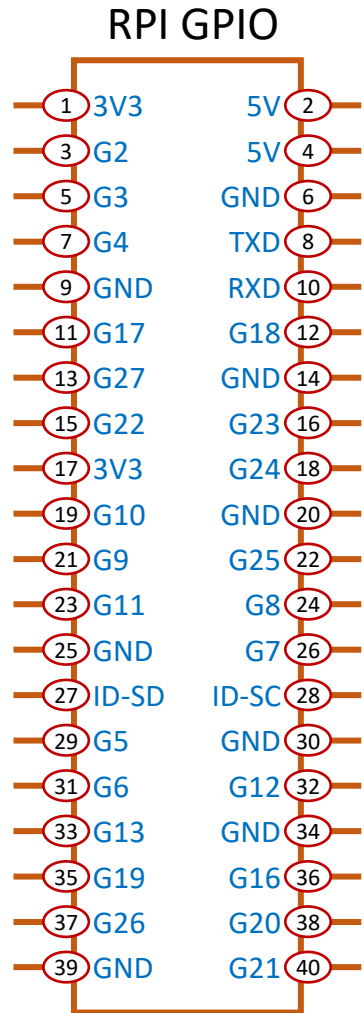 RPI GPIO
1 3V3 5V 2
3 G2 5V 4
5 G3 GND 6
7 G4 TXD 8
9 GND RXD 10
11 G17 G18 12
13 G27 GND 14
15 G22 G23 16
17 3V3 G24 18
19 G10 GND 20
21 G9 G25 22
23 G11 G8 24
25 GND G7 26
27 ID-SD ID-SC 28
29 G5 GND 30
31 G6 G12 32
33 G13 GND 34
35 G19 G16 36
37 G26 G20 38
39 GND G21 40